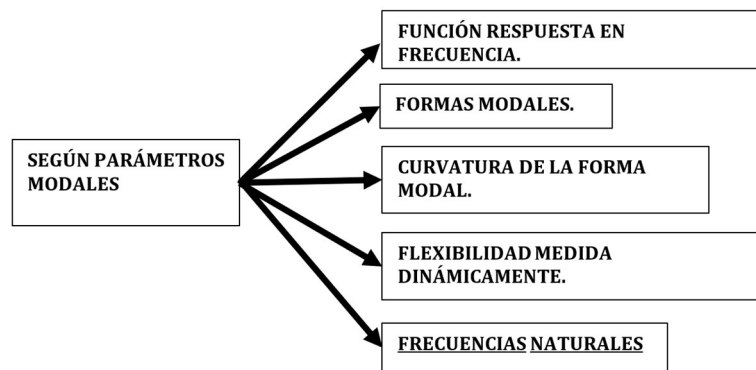 SEGÚN PARÁMETROS
MODALES
FUNCIÓN RESPUESTA EN
FRECUENCIA.
FORMAS MODALES.
CURVATURA DE LA FORMA
MODAL.
FLEXIBILIDAD MEDIDA
DINÁMICAMENTE.
FRECUENCIAS NATURALES